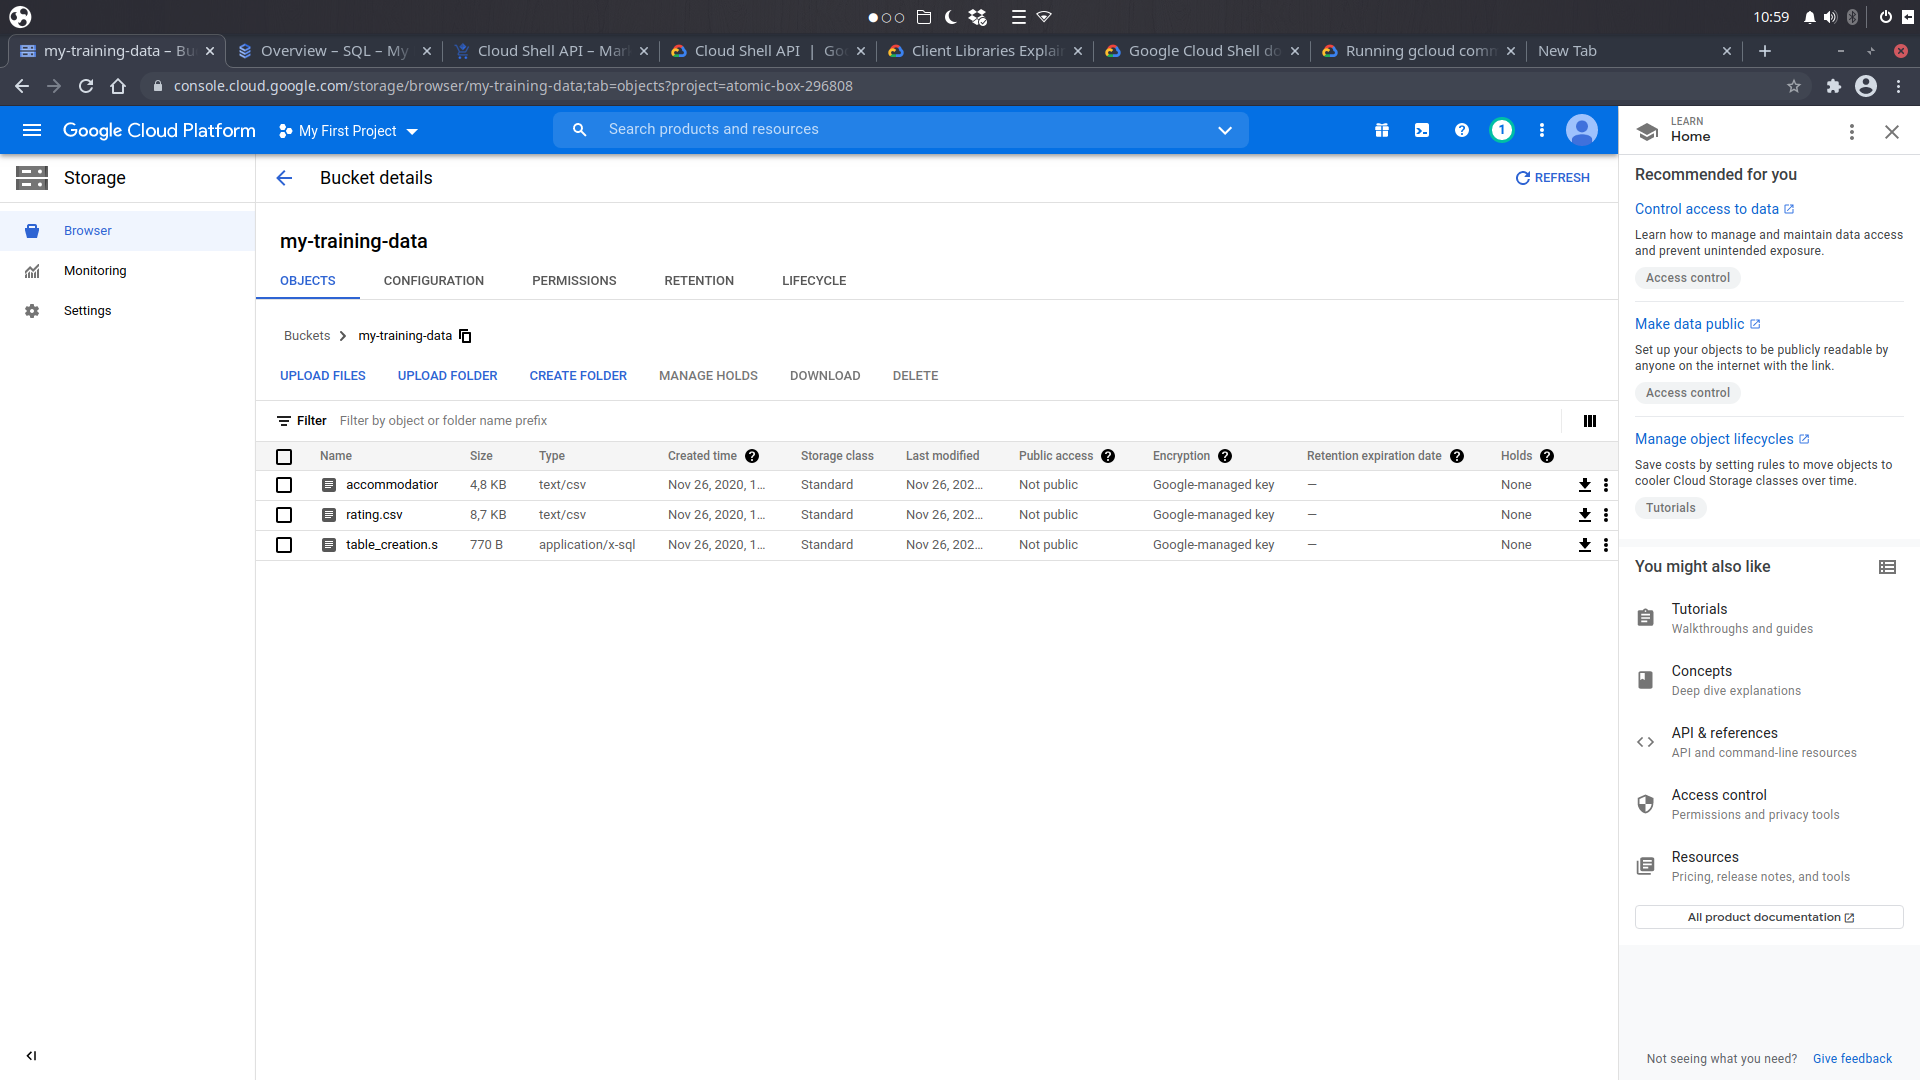 10:59
my-training-data – Bu
Overview – SQL – My
Cloud Shell API – Mar
Cloud Shell API | Goo
Client Libraries Explai
Google Cloud Shell do
Running gcloud comm
New Tab
console.cloud.google.com/storage/browser/my-training-data;tab=objects?project=atomic-box-296808
Google Cloud Platform
My First Project
Search products and resources
1
LEARN
Home
Storage
Browser
Monitoring
Settings
Bucket details
REFRESH
my-training-data
OBJECTS CONFIGURATION PERMISSIONS RETENTION LIFECYCLE
Buckets my-training-data
UPLOAD FILES UPLOAD FOLDER CREATE FOLDER MANAGE HOLDS DOWNLOAD DELETE
Filter Filter by object or folder name prefix
Name Size Type Created time Storage class Last modified Public access Encryption Retention expiration date Holds
accommodation 4,8 KB text/csv Nov 26, 2020, 1... Standard Nov 26, 202... Not public Google-managed key — None
rating.csv 8,7 KB text/csv Nov 26, 2020, 1... Standard Nov 26, 202... Not public Google-managed key — None
table_creation.s 770 B application/x-sql Nov 26, 2020, 1... Standard Nov 26, 202... Not public Google-managed key — None
Recommended for you
Control access to data
Learn how to manage and maintain data access
and prevent unintended exposure.
Access control
Make data public
Set up your objects to be publicly readable by
anyone on the internet with the link.
Access control
Manage object lifecycles
Save costs by setting rules to move objects to
cooler Cloud Storage classes over time.
Tutorials
You might also like
Tutorials
Walkthroughs and guides
Concepts
Deep dive explanations
API & references
API and command-line resources
Access control
Permissions and privacy tools
Resources
Pricing, release notes, and tools
All product documentation
Not seeing what you need? Give feedback